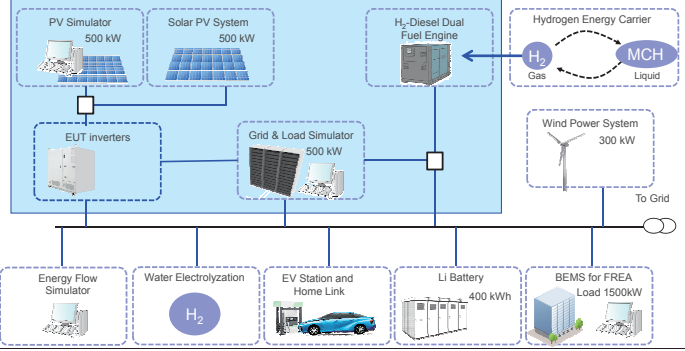 PV Simulator
500 kW
Solar PV System
500 kW
H2-Diesel Dual
Fuel Engine
Hydrogen Energy Carrier
H2
Gas
MCH
Liquid
EUT inverters
Grid & Load Simulator
500 kW
Wind Power System
300 kW
To Grid
Energy Flow
Simulator
Water Electrolyzation
H2
EV Station and
Home Link
Li Battery
400 kWh
BEMS for FREA
Load 1500kW